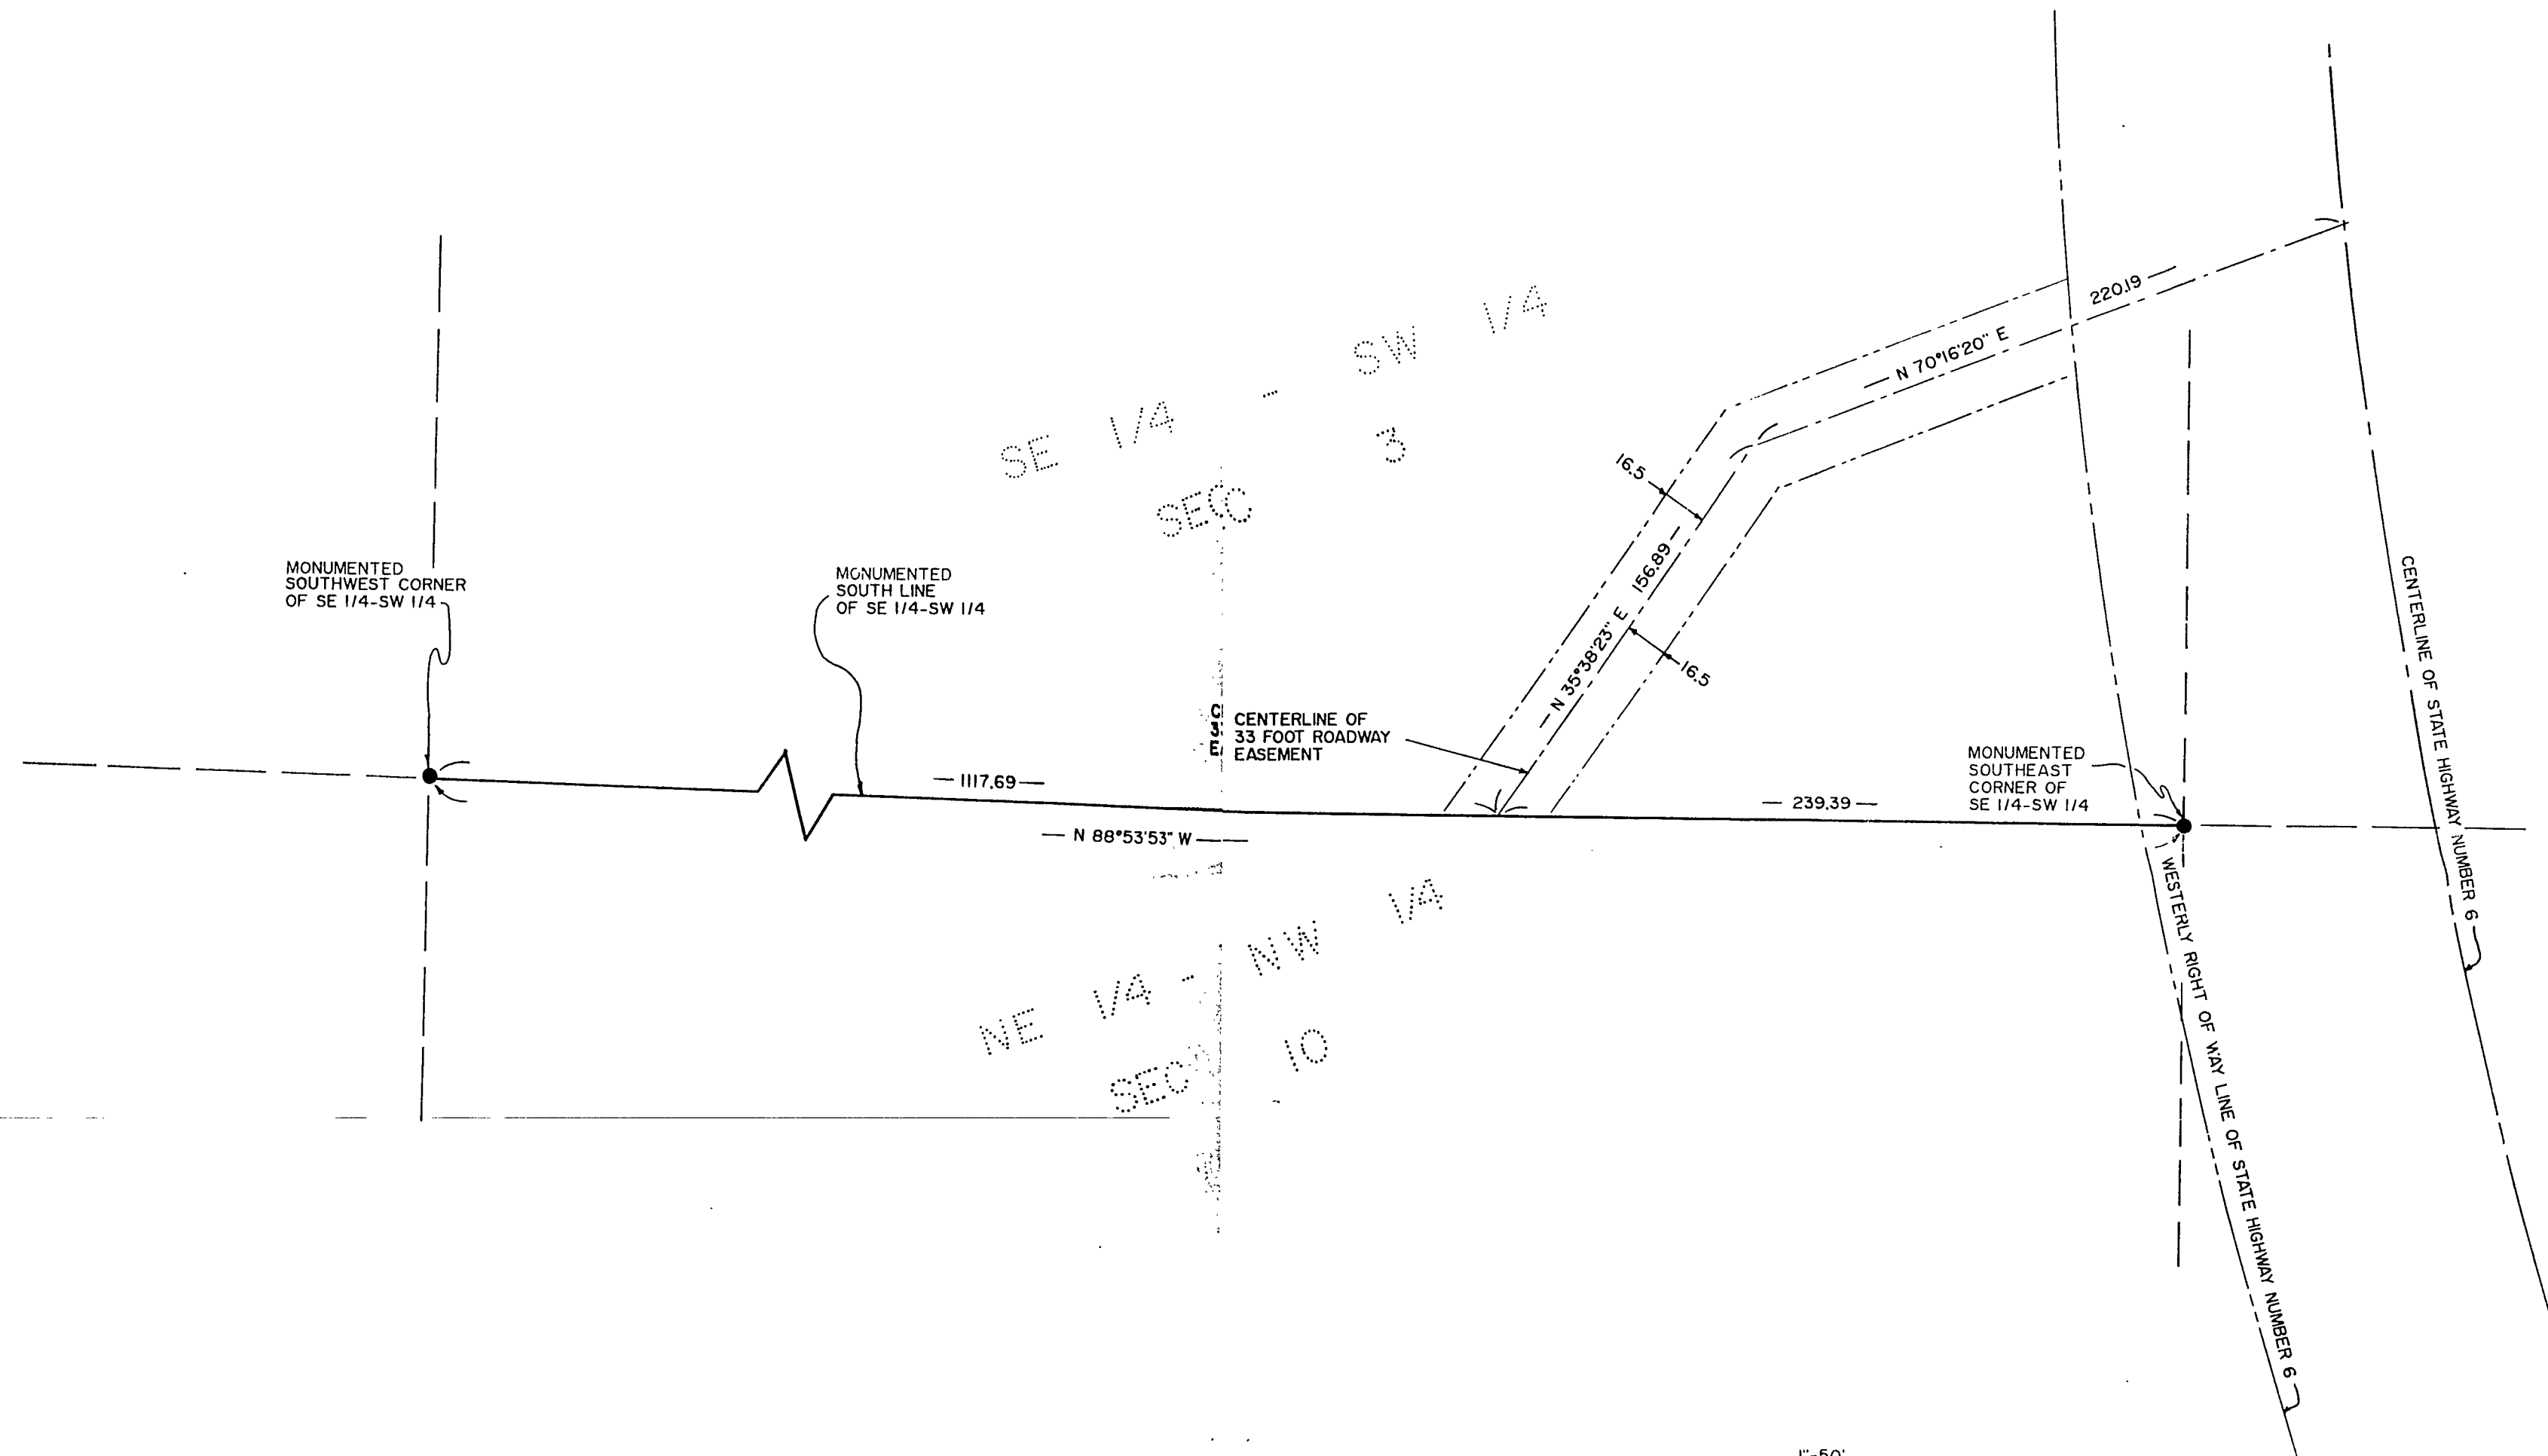 220.19
N 70°16'20" E
SE 1/4 - SW 1/4
3
SEC
16.5
156.89
N 35°38'23" E
16.5
MONUMENTED
SOUTHWEST CORNER
OF SE 1/4-SW 1/4
MONUMENTED
SOUTH LINE
OF SE 1/4-SW 1/4
CENTERLINE OF
33 FOOT ROADWAY
EASEMENT
MONUMENTED
SOUTHEAST
CORNER OF
SE 1/4-SW 1/4
1117.69
239.39
N 88°53'53" W
CENTERLINE OF STATE HIGHWAY NUMBER 6
WESTERLY RIGHT OF WAY LINE OF STATE HIGHWAY NUMBER 6
NE 1/4 - NW 1/4
SEC 10
1"-50'